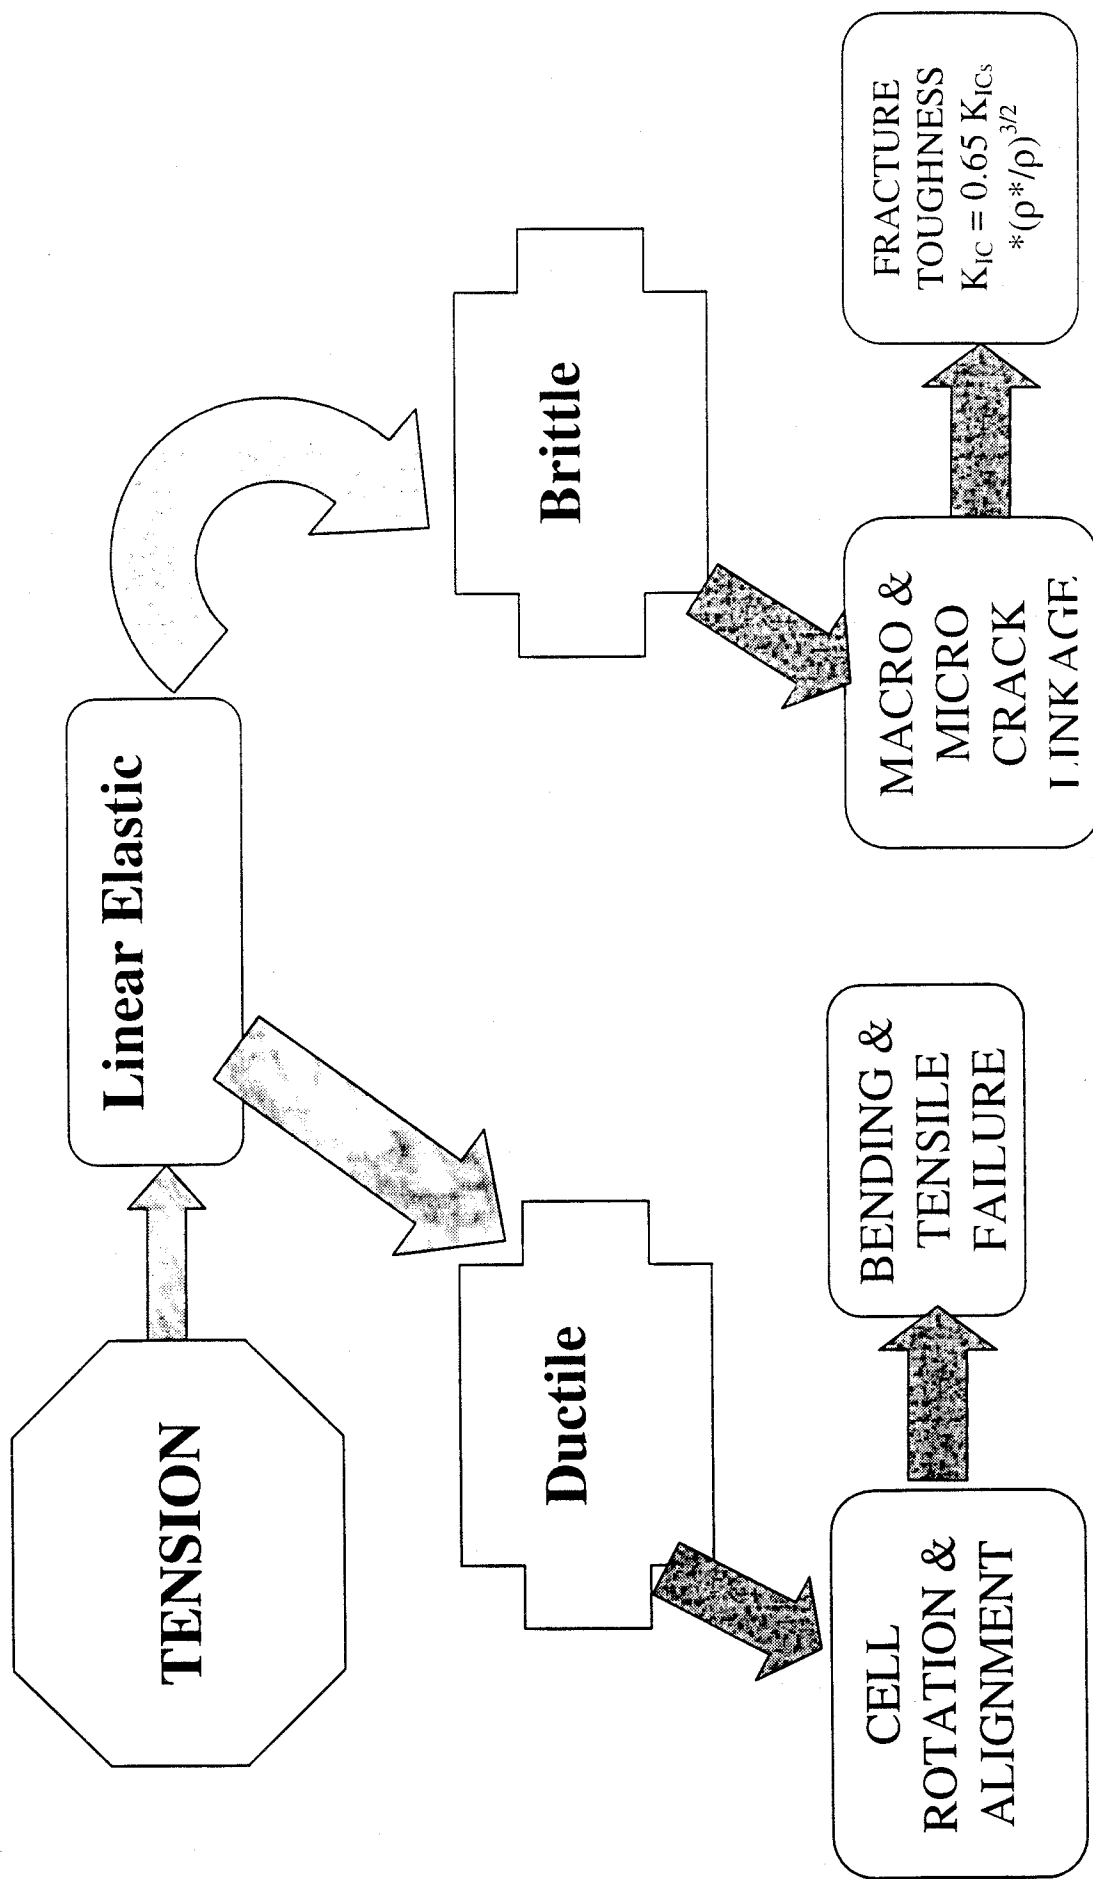 TENSION
Linear Elastic
Ductile
Brittle
CELL
ROTATION &
ALIGNMENT
BENDING &
TENSILE
FAILURE
MACRO &
MICRO
CRACK
LINKAGE
FRACTURE
TOUGHNESS
K_IC = 0.65 K_ICs
*(ρ*/ρ)^3/2